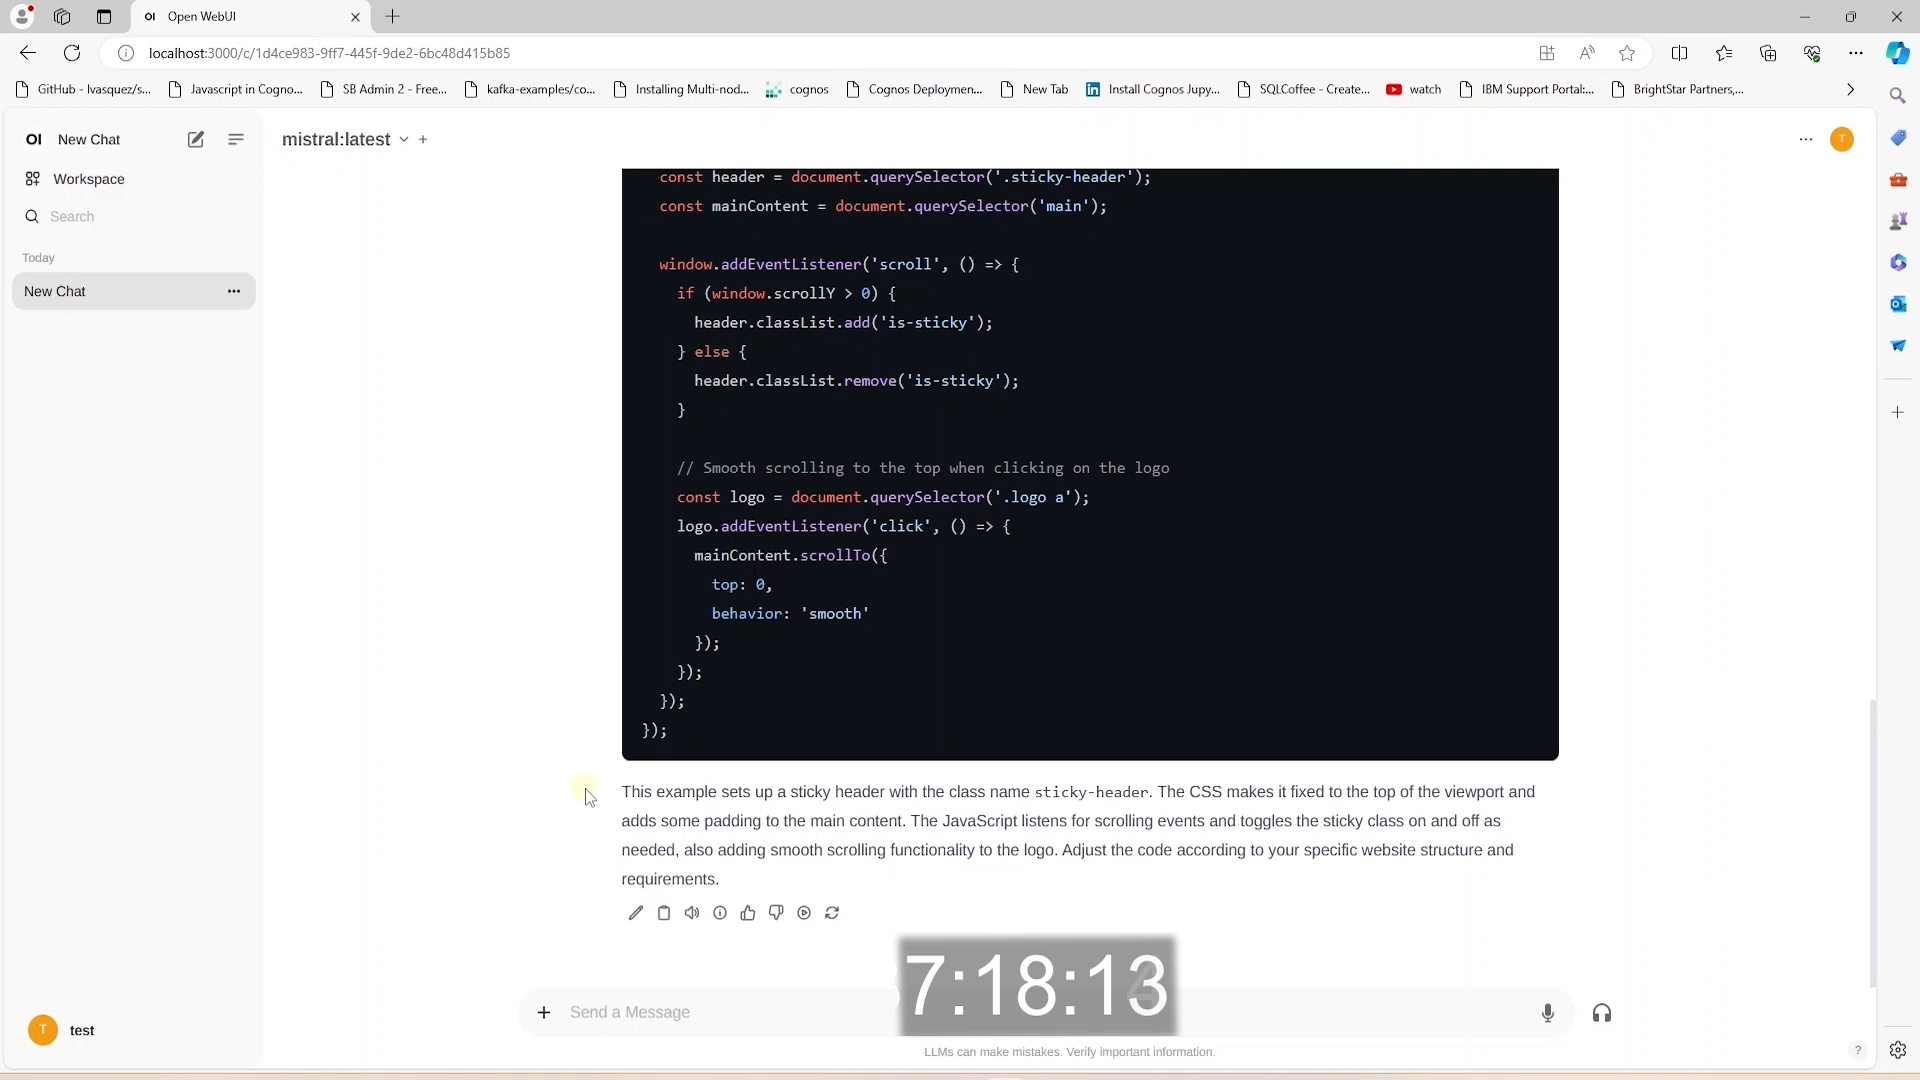 OI Open WebUI
localhost:3000/c/1d4ce983-9ff7-445f-9de2-6bc48d415b85
GitHub - lvasquez/s... Javascript in Cogno... SB Admin 2 - Free... kafka-examples/co... Installing Multi-nod... cognos Cognos Deploymen... New Tab Install Cognos Jupy... SQLCoffee - Create... watch IBM Support Portal:... BrightStar Partners,...
OI New Chat
mistral:latest
T
Workspace
Search
Today
New Chat
const header = document.querySelector('.sticky-header');
const mainContent = document.querySelector('main');
window.addEventListener('scroll', () => {
if (window.scrollY > 0) {
header.classList.add('is-sticky');
} else {
header.classList.remove('is-sticky');
}
// Smooth scrolling to the top when clicking on the logo
const logo = document.querySelector('.logo a');
logo.addEventListener('click', () => {
mainContent.scrollTo({
top: 0,
behavior: 'smooth'
});
});
});
});
This example sets up a sticky header with the class name sticky-header. The CSS makes it fixed to the top of the viewport and
adds some padding to the main content. The JavaScript listens for scrolling events and toggles the sticky class on and off as
needed, also adding smooth scrolling functionality to the logo. Adjust the code according to your specific website structure and
requirements.
7:18:13
Send a Message
T test
LLMs can make mistakes. Verify important information.
?